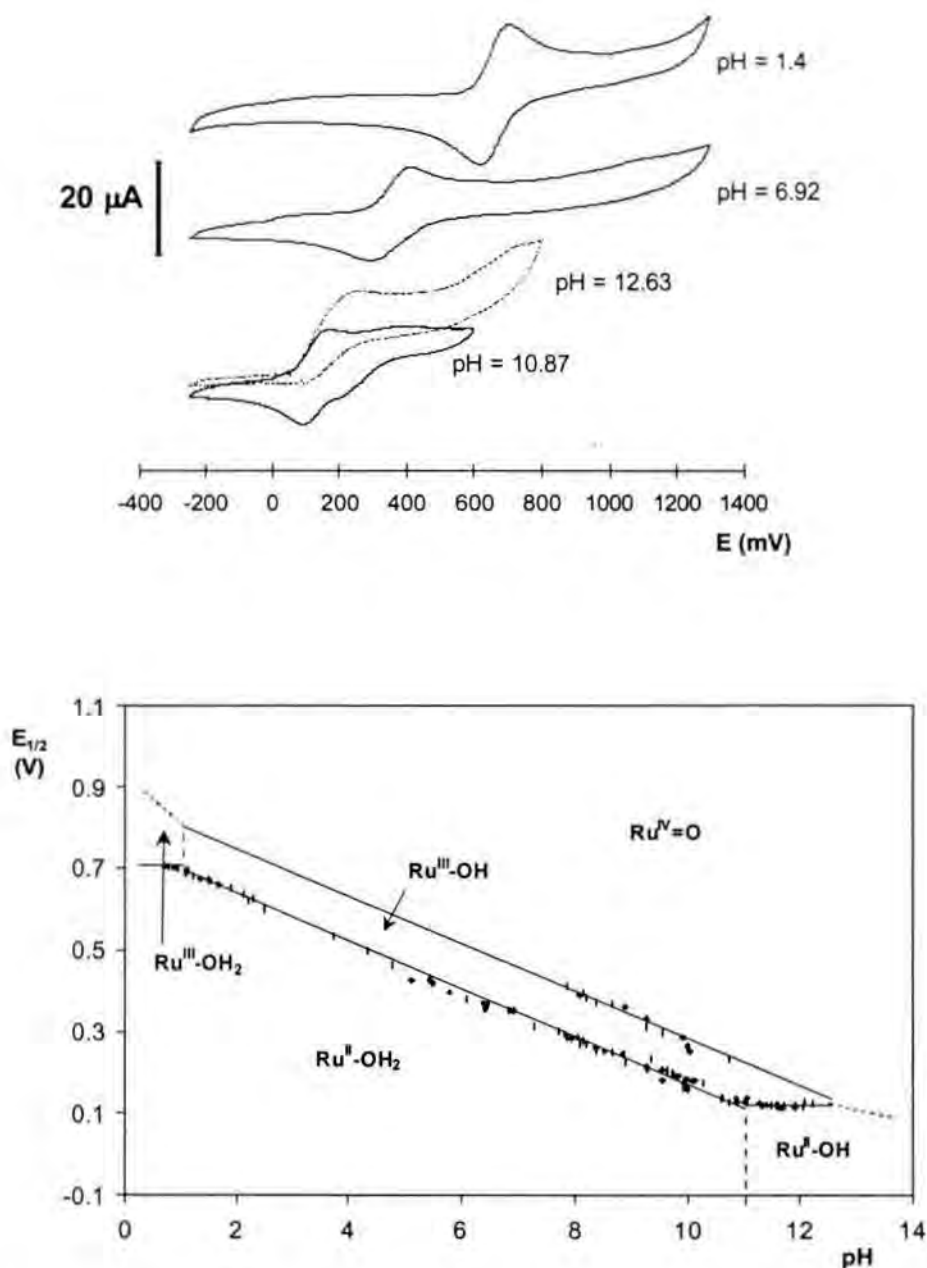 pH = 1.4
20 µA
pH = 6.92
pH = 12.63
pH = 10.87
-400 -200 0 200 400 600 800 1000 1200 1400
E (mV)
1.1
E1/2
(V)
0.9
Ru^IV=O
Ru^III-OH
0.7
Ru^III-OH2
0.5
0.3
Ru^II-OH2
0.1
Ru^II-OH
-0.1
0 2 4 6 8 10 12 14
pH